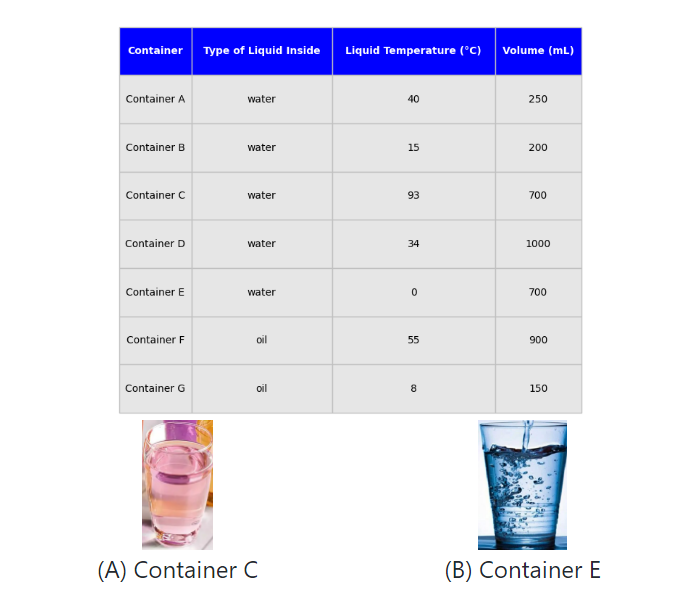 Container Type of Liquid Inside Liquid Temperature (°C) Volume (mL)
Container A water 40 250
Container B water 15 200
Container C water 93 700
Container D water 34 1000
Container E water 0 700
Container F oil 55 900
Container G oil 8 150
(A) Container C (B) Container E